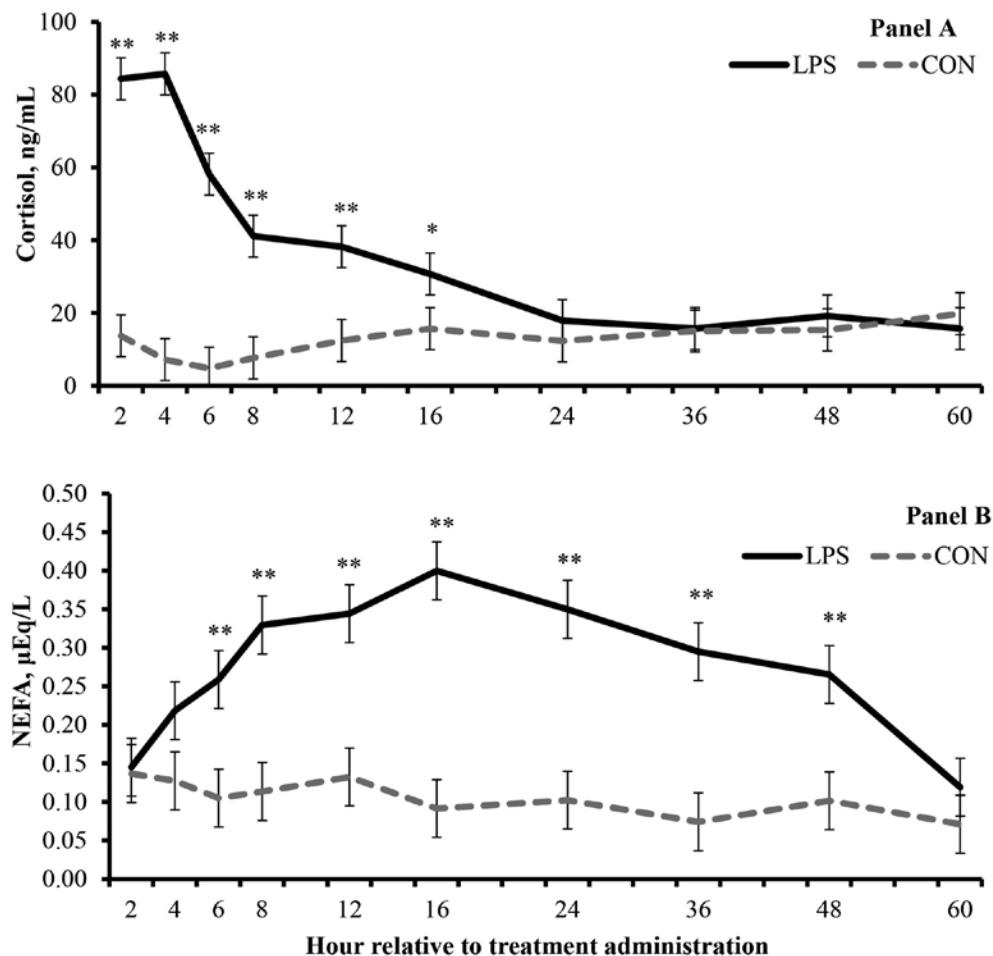 Panel A
LPS CON
100
80
60
40
20
0
Cortisol, ng/mL
** ** ** ** ** *
2 4 6 8 12 16 24 36 48 60
Panel B
LPS CON
0.50
0.45
0.40
0.35
0.30
0.25
0.20
0.15
0.10
0.05
0.00
NEFA, µEq/L
** ** ** ** ** ** **
2 4 6 8 12 16 24 36 48 60
Hour relative to treatment administration